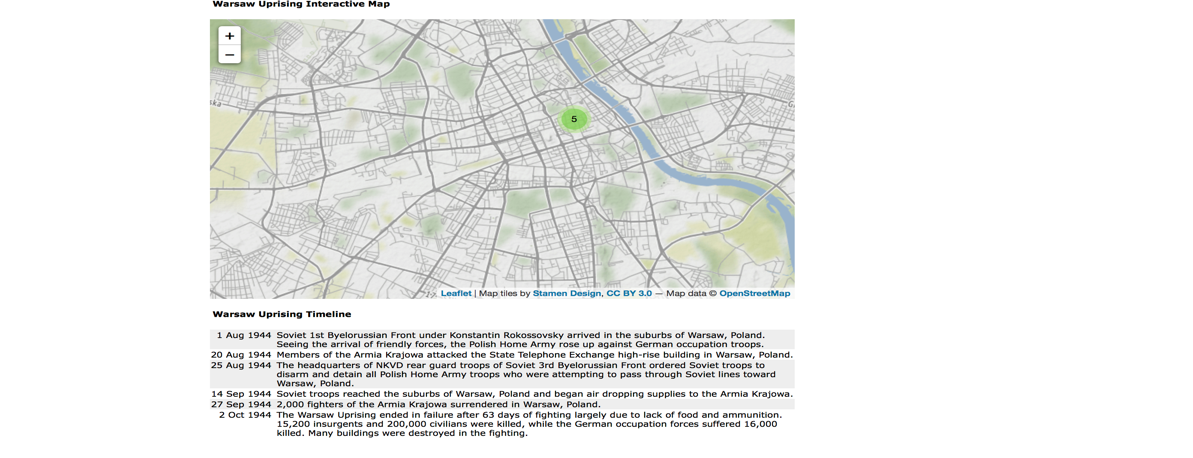 Warsaw Uprising Interactive Map
+
−
ska
5
Leaflet | Map tiles by Stamen Design, CC BY 3.0 — Map data © OpenStreetMap
Warsaw Uprising Timeline
1 Aug 1944 Soviet 1st Byelorussian Front under Konstantin Rokossovsky arrived in the suburbs of Warsaw, Poland.
Seeing the arrival of friendly forces, the Polish Home Army rose up against German occupation troops.
20 Aug 1944 Members of the Armia Krajowa attacked the State Telephone Exchange high-rise building in Warsaw, Poland.
25 Aug 1944 The headquarters of NKVD rear guard troops of Soviet 3rd Byelorussian Front ordered Soviet troops to
disarm and detain all Polish Home Army troops who were attempting to pass through Soviet lines toward
Warsaw, Poland.
14 Sep 1944 Soviet troops reached the suburbs of Warsaw, Poland and began air dropping supplies to the Armia Krajowa.
27 Sep 1944 2,000 fighters of the Armia Krajowa surrendered in Warsaw, Poland.
2 Oct 1944 The Warsaw Uprising ended in failure after 63 days of fighting largely due to lack of food and ammunition.
15,200 insurgents and 200,000 civilians were killed, while the German occupation forces suffered 16,000
killed. Many buildings were destroyed in the fighting.